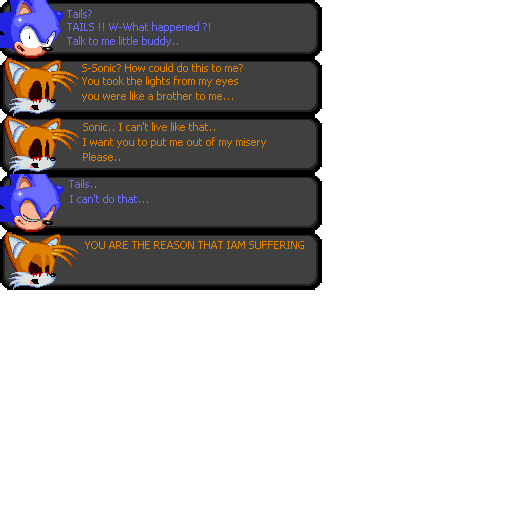 Tails?
TAILS !! W-What happened ?!
Talk to me little buddy..
S-Sonic? How could do this to me?
You took the lights from my eyes
you were like a brother to me...
Sonic.. I can't live like that..
I want you to put me out of my misery
Please..
Tails..
I can't do that...
YOU ARE THE REASON THAT IAM SUFFERING